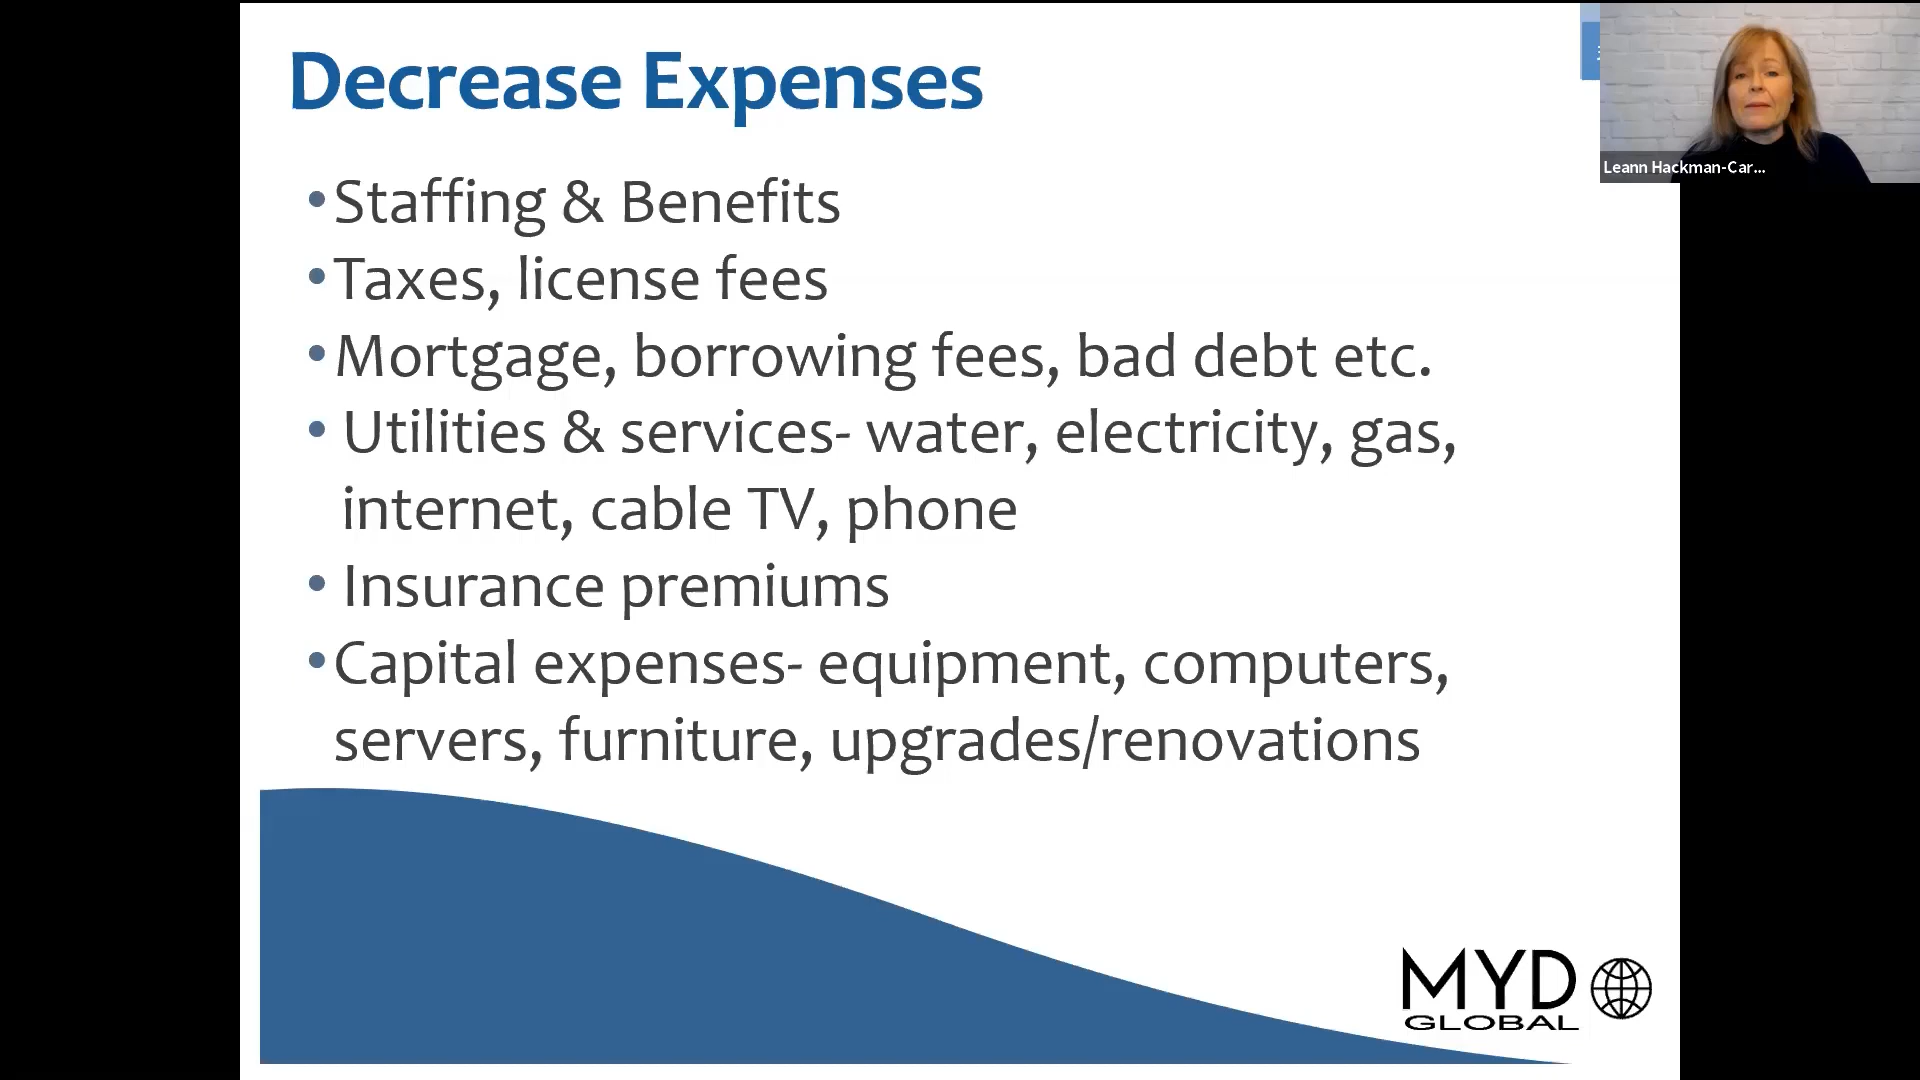 Decrease Expenses
Leann Hackman-Car...
•Staffing & Benefits
•Taxes, license fees
•Mortgage, borrowing fees, bad debt etc.
• Utilities & services- water, electricity, gas,
internet, cable TV, phone
• Insurance premiums
•Capital expenses- equipment, computers,
servers, furniture, upgrades/renovations
MYD
GLOBAL